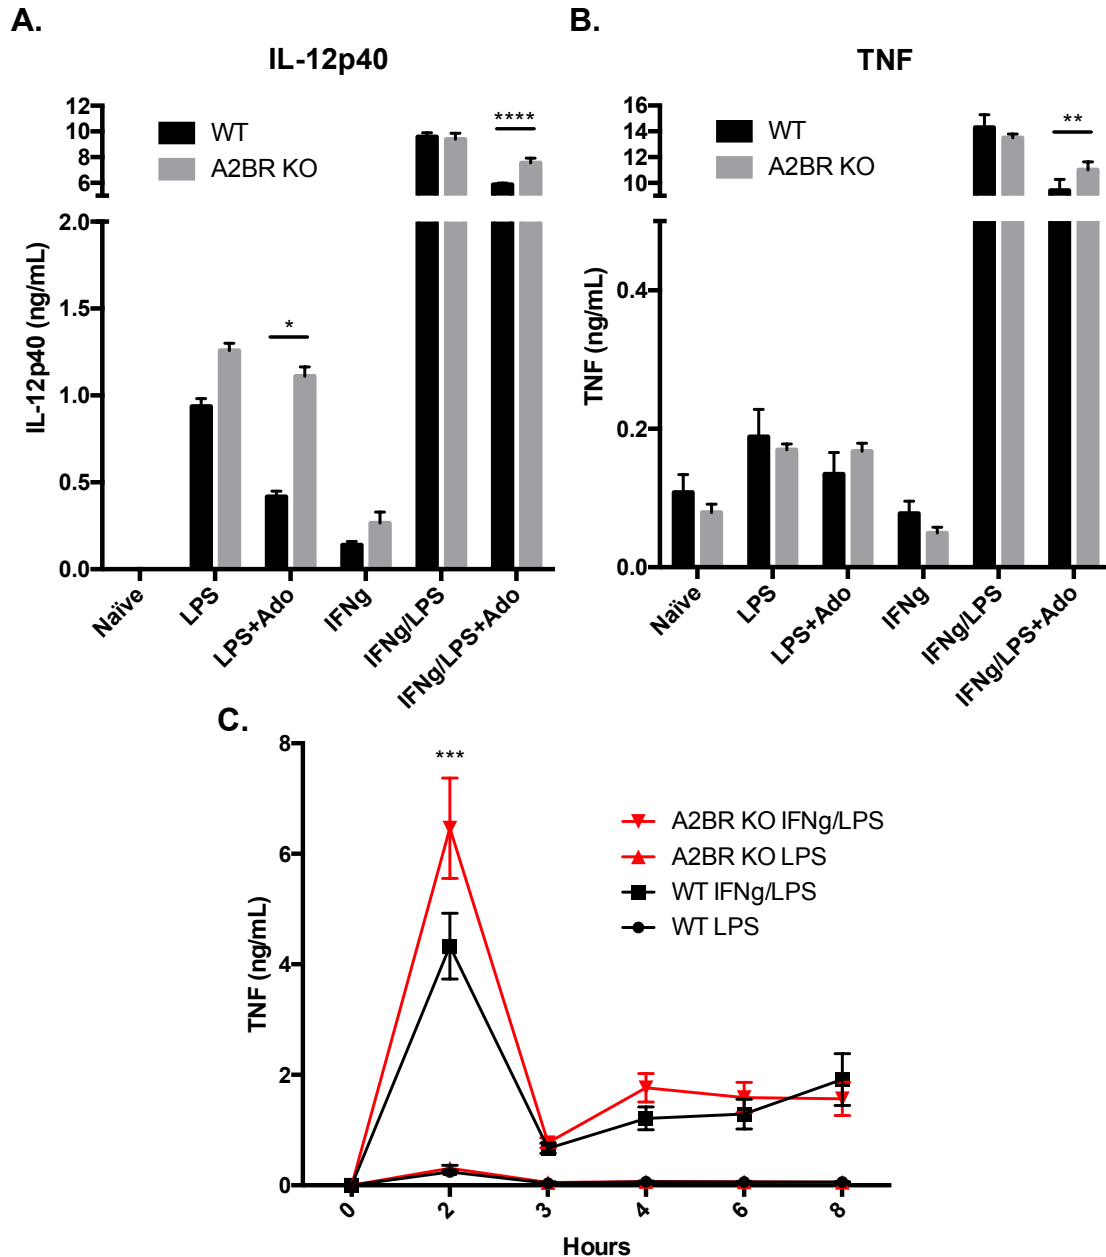 A.
IL-12p40
WT
A2BR KO
****
*
12
10
8
6
2.0
1.5
1.0
0.5
0.0
IL-12p40 (ng/mL)
Naïve
LPS
LPS+Ado
IFNg
IFNg/LPS
IFNg/LPS+Ado
B.
TNF
WT
A2BR KO
**
16
14
12
10
0.4
0.2
0.0
TNF (ng/mL)
Naïve
LPS
LPS+Ado
IFNg
IFNg/LPS
IFNg/LPS+Ado
C.
***
8
6
4
2
0
TNF (ng/mL)
A2BR KO IFNg/LPS
A2BR KO LPS
WT IFNg/LPS
WT LPS
0
2
3
4
6
8
Hours